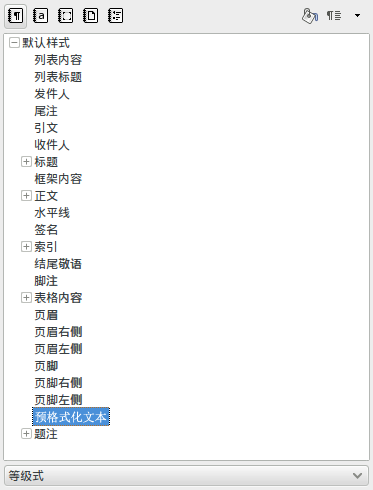 默认样式
列表内容
列表标题
发件人
尾注
引文
收件人
标题
框架内容
正文
水平线
签名
索引
结尾敬语
脚注
表格内容
页眉
页眉右侧
页眉左侧
页脚
页脚右侧
页脚左侧
预格式化文本
题注
等级式